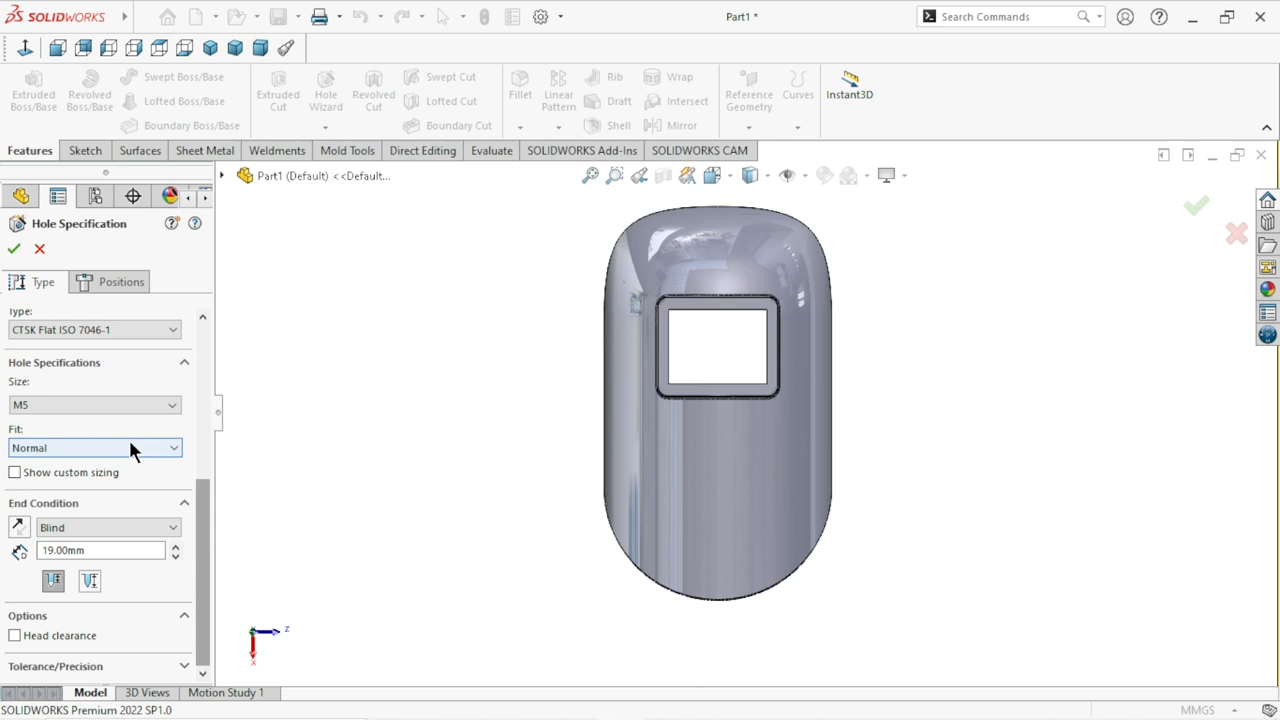 SOLIDWORKS
Part1 *
Search Commands
Extruded Boss/Base
Revolved Boss/Base
Swept Boss/Base
Lofted Boss/Base
Boundary Boss/Base
Extruded Cut
Hole Wizard
Revolved Cut
Swept Cut
Lofted Cut
Boundary Cut
Fillet
Linear Pattern
Rib
Draft
Shell
Wrap
Intersect
Mirror
Reference Geometry
Curves
Instant3D
Features
Sketch
Surfaces
Sheet Metal
Weldments
Mold Tools
Direct Editing
Evaluate
SOLIDWORKS Add-Ins
SOLIDWORKS CAM
Part1 (Default) <<Default...
Hole Specification
Type
Positions
Type:
CTSK Flat ISO 7046-1
Hole Specifications
Size:
M5
Fit:
Normal
Show custom sizing
End Condition
Blind
19.00mm
Options
Head clearance
Tolerance/Precision
z
x
Model
3D Views
Motion Study 1
SOLIDWORKS Premium 2022 SP1.0
MMGS